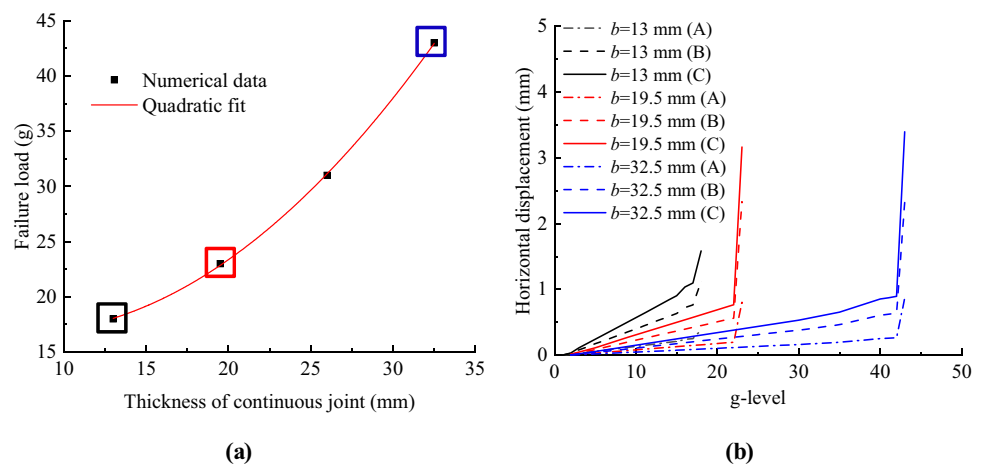 45
40
35
30
25
20
15
10 15 20 25 30 35
Failure load (g)
Thickness of continuous joint (mm)
Numerical data
Quadratic fit
(a)
5
4
3
2
1
0
0 10 20 30 40 50
Horizontal displacement (mm)
g-level
b=13 mm (A)
b=13 mm (B)
b=13 mm (C)
b=19.5 mm (A)
b=19.5 mm (B)
b=19.5 mm (C)
b=32.5 mm (A)
b=32.5 mm (B)
b=32.5 mm (C)
(b)